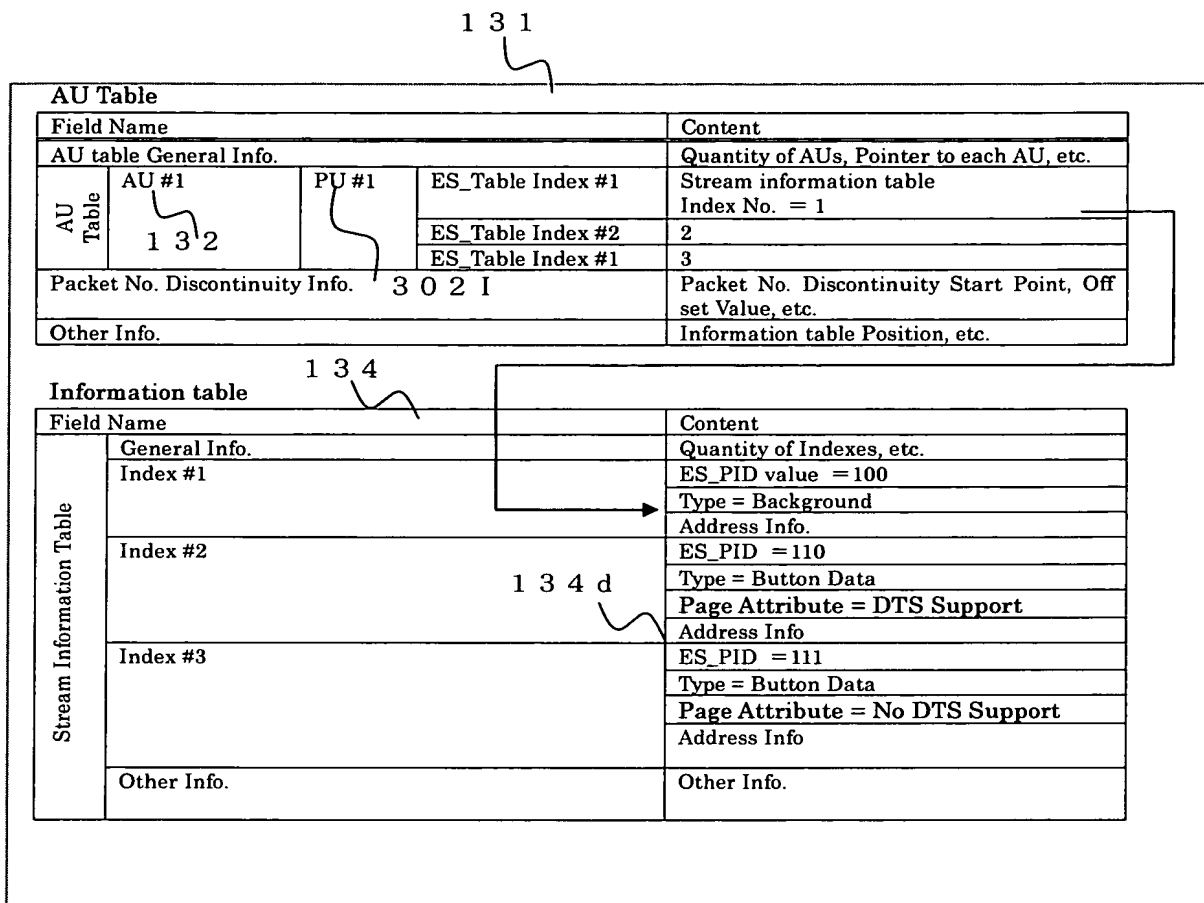 1 3 1
AU Table
Field Name Content
AU table General Info. Quantity of AUs, Pointer to each AU, etc.
AU Table
AU #1 PU #1 ES_Table Index #1 Stream information table
Index No. = 1
1 3 2
ES_Table Index #2 2
ES_Table Index #1 3
Packet No. Discontinuity Info. 3 0 2 I Packet No. Discontinuity Start Point, Off
set Value, etc.
Other Info. Information table Position, etc.
1 3 4
Information table
Field Name Content
Stream Information Table
General Info. Quantity of Indexes, etc.
Index #1 ES_PID value =100
Type = Background
Address Info.
Index #2 ES_PID =110
1 3 4 d
Type = Button Data
Page Attribute = DTS Support
Address Info
Index #3 ES_PID =111
Type = Button Data
Page Attribute = No DTS Support
Address Info
Other Info. Other Info.